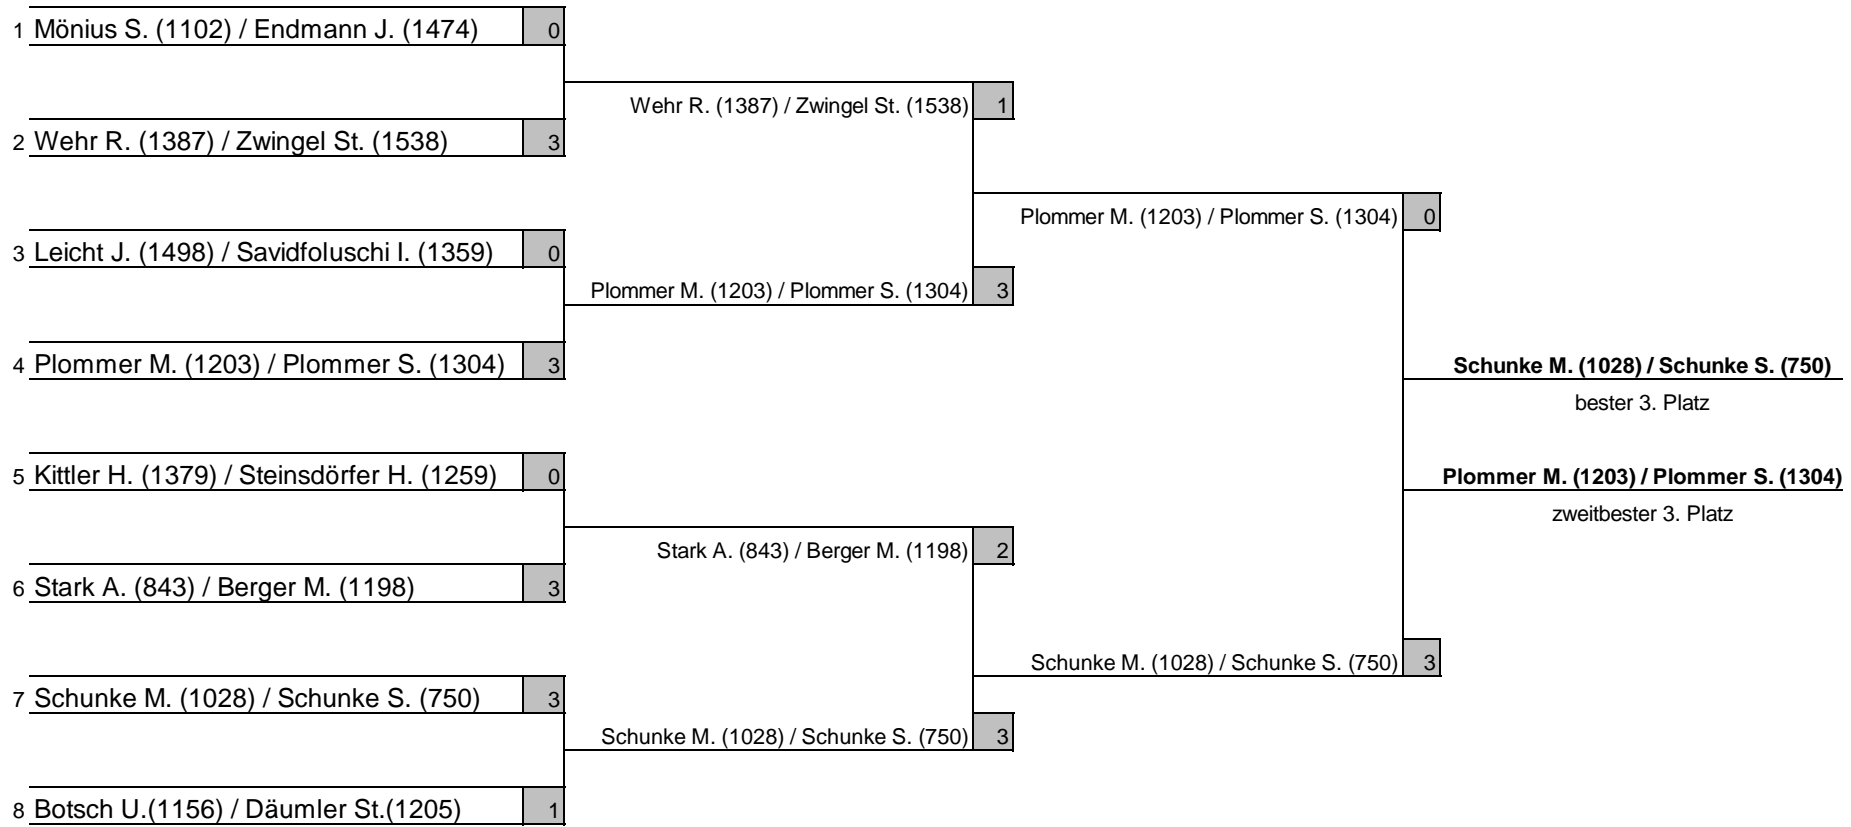 1 Mönius S. (1102) / Endmann J. (1474) 0
Wehr R. (1387) / Zwingel St. (1538) 1
2 Wehr R. (1387) / Zwingel St. (1538) 3
Plommer M. (1203) / Plommer S. (1304) 0
3 Leicht J. (1498) / Savidfoluschi I. (1359) 0
Plommer M. (1203) / Plommer S. (1304) 3
4 Plommer M. (1203) / Plommer S. (1304) 3
Schunke M. (1028) / Schunke S. (750)
bester 3. Platz
5 Kittler H. (1379) / Steinsdörfer H. (1259) 0
Plommer M. (1203) / Plommer S. (1304)
zweitbester 3. Platz
Stark A. (843) / Berger M. (1198) 2
6 Stark A. (843) / Berger M. (1198) 3
Schunke M. (1028) / Schunke S. (750) 3
7 Schunke M. (1028) / Schunke S. (750) 3
Schunke M. (1028) / Schunke S. (750) 3
8 Botsch U.(1156) / Däumler St.(1205) 1